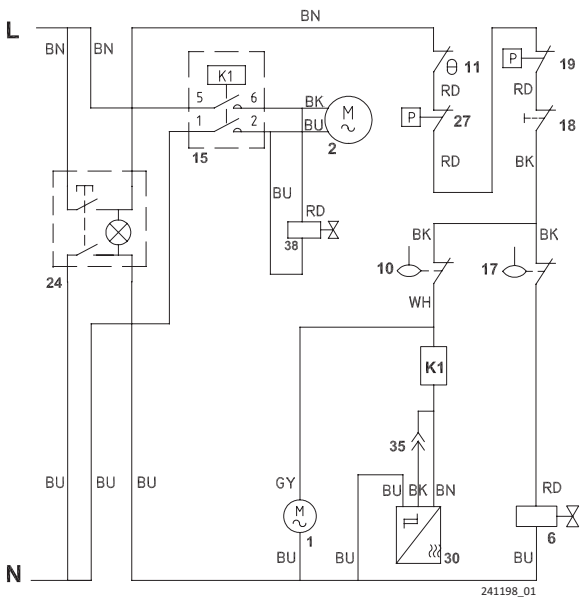 BN
L
BN BN
K1
P
19
11
5 6
RD
RD
BK
M
1 2
BU
P
27
18
15
2
RD
BK
BU
RD
38
BK
BK
24
10
17
WH
K1
35
BU
BU
BU
GY
BU BK BN
RD
M
1
30
6
BU
BU
BU
N
241198_01